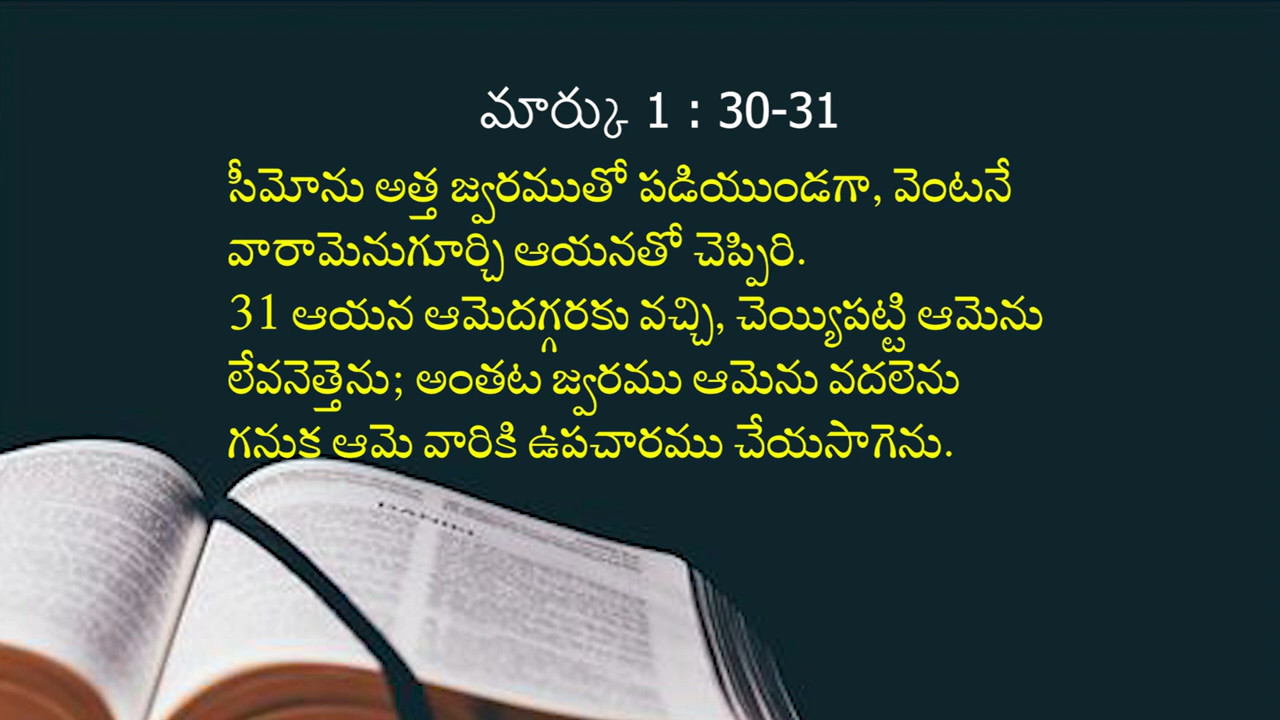 మార్కు 1 : 30-31
సీమోను అత్త జ్వరముతో పడియుండగా, వెంటనే
వారామెనుగూర్చి ఆయనతో చెప్పిరి.
31 ఆయన ఆమెదగ్గరకు వచ్చి, చెయ్యిపట్టి ఆమెను
లేవనెత్తెను; అంతట జ్వరము ఆమెను వదలెను
గనుక ఆమె వారికి ఉపచారము చేయసాగెను.
DANIEL